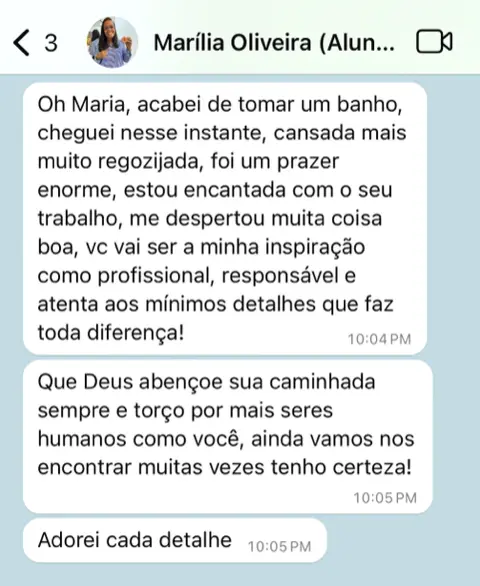 3
Marília Oliveira (Alun...
Oh Maria, acabei de tomar um banho,
cheguei nesse instante, cansada mais
muito regozijada, foi um prazer
enorme, estou encantada com o seu
trabalho, me despertou muita coisa
boa, vc vai ser a minha inspiração
como profissional, responsável e
atenta aos mínimos detalhes que faz
toda diferença!
10:04 PM
Que Deus abençoe sua caminhada
sempre e torço por mais seres
humanos como você, ainda vamos nos
encontrar muitas vezes tenho certeza!
10:05 PM
Adorei cada detalhe 10:05 PM